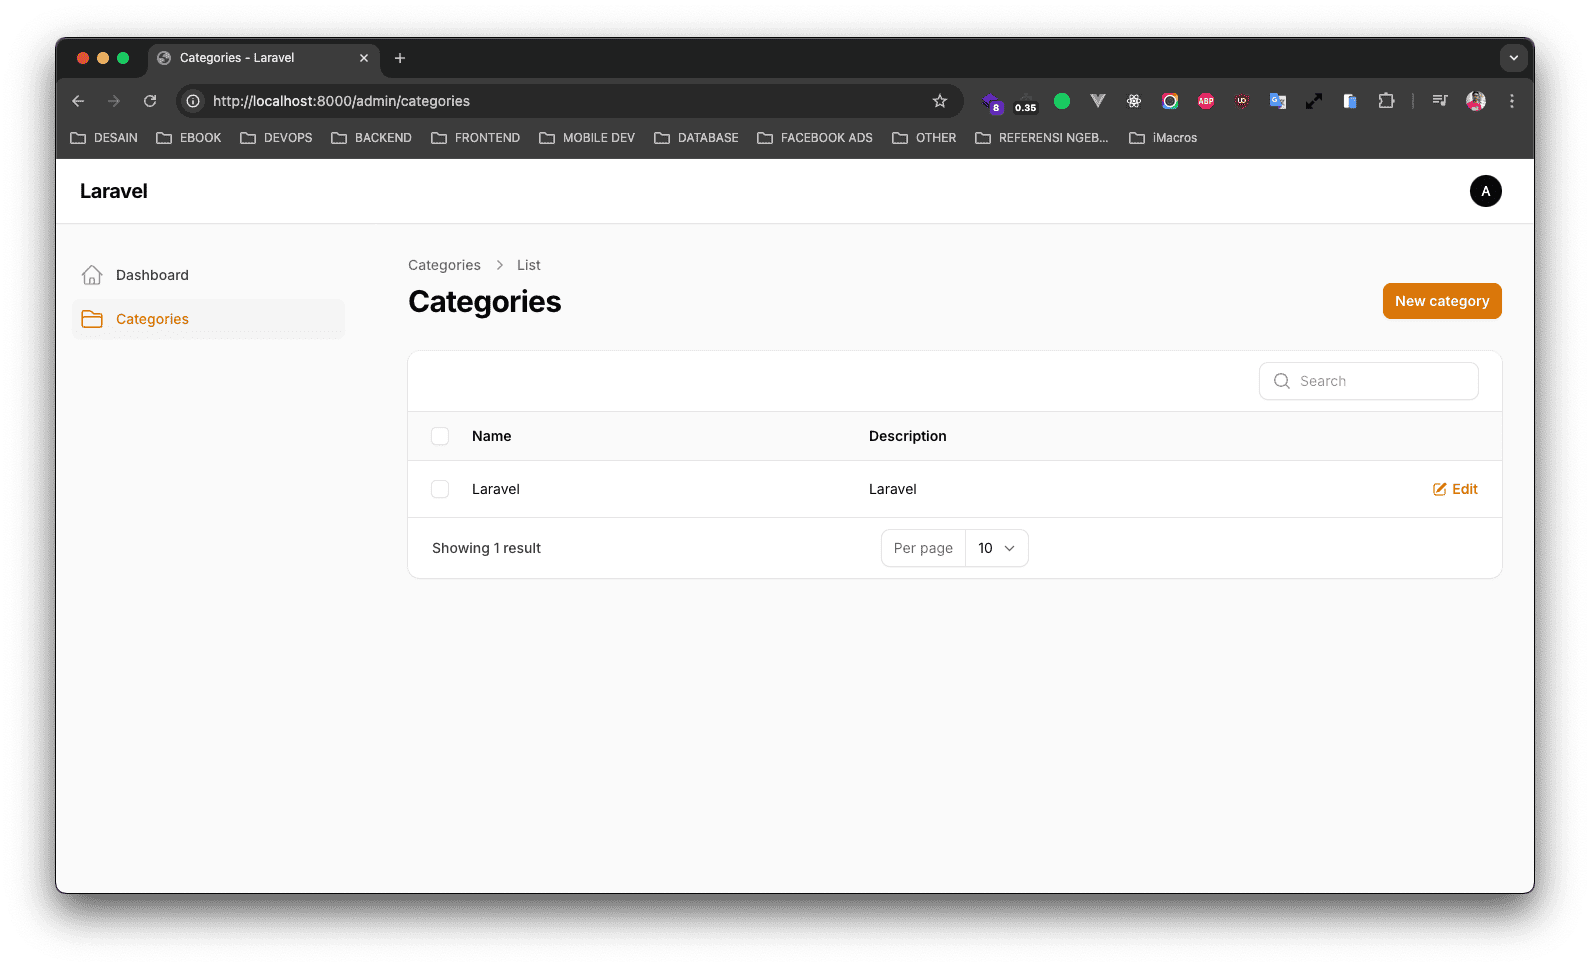 Categories - Laravel
http://localhost:8000/admin/categories
8
0.35
ABP
DESAIN EBOOK DEVOPS BACKEND FRONTEND MOBILE DEV DATABASE FACEBOOK ADS OTHER REFERENSI NGEB... iMacros
Laravel
A
Dashboard
Categories
Categories > List
Categories
New category
Search
Name Description
Laravel Laravel Edit
Showing 1 result
Per page 10